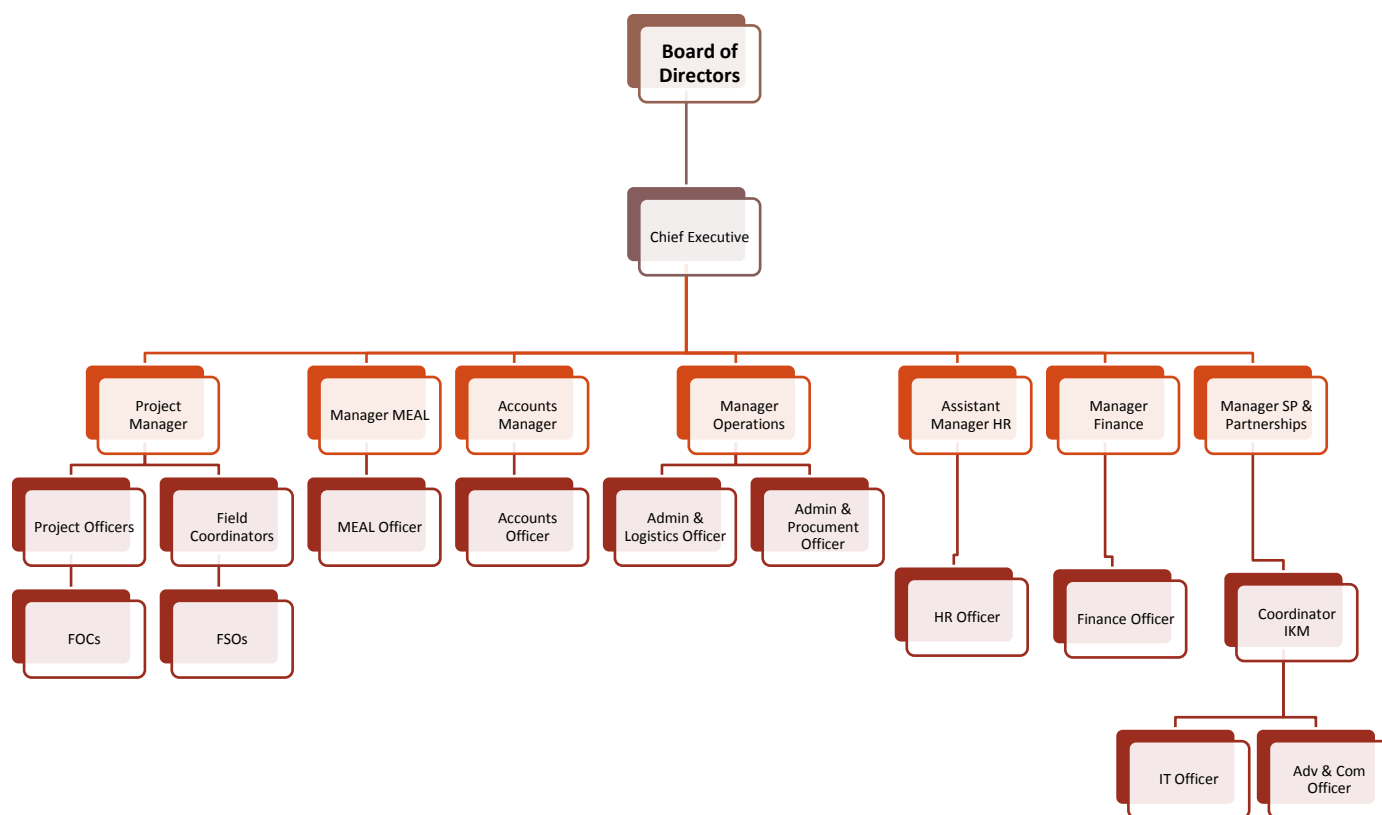 Board of
Directors
Chief Executive
Project
Manager
Manager MEAL
Accounts
Manager
Manager
Operations
Assistant
Manager HR
Manager
Finance
Manager SP &
Partnerships
Project Officers
Field
Coordinators
MEAL Officer
Accounts
Officer
Admin &
Logistics Officer
Admin &
Procument
Officer
FOCs
FSOs
HR Officer
Finance Officer
Coordinator
IKM
IT Officer
Adv & Com
Officer